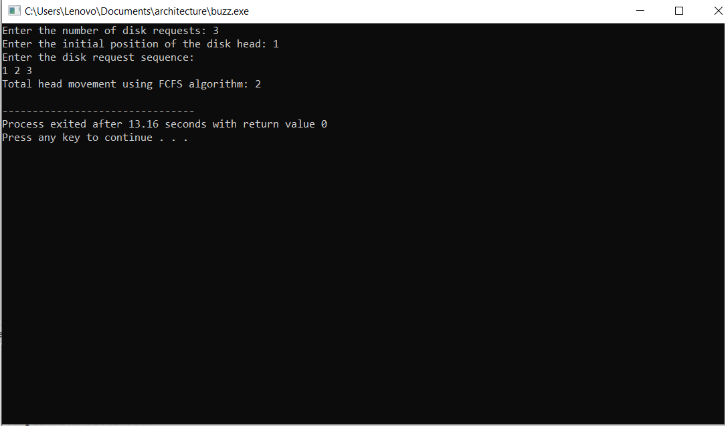 C:\Users\Lenovo\Documents\architecture\buzz.exe
Enter the number of disk requests: 3
Enter the initial position of the disk head: 1
Enter the disk request sequence:
1 2 3
Total head movement using FCFS algorithm: 2
--------------------------------
Process exited after 13.16 seconds with return value 0
Press any key to continue . . .